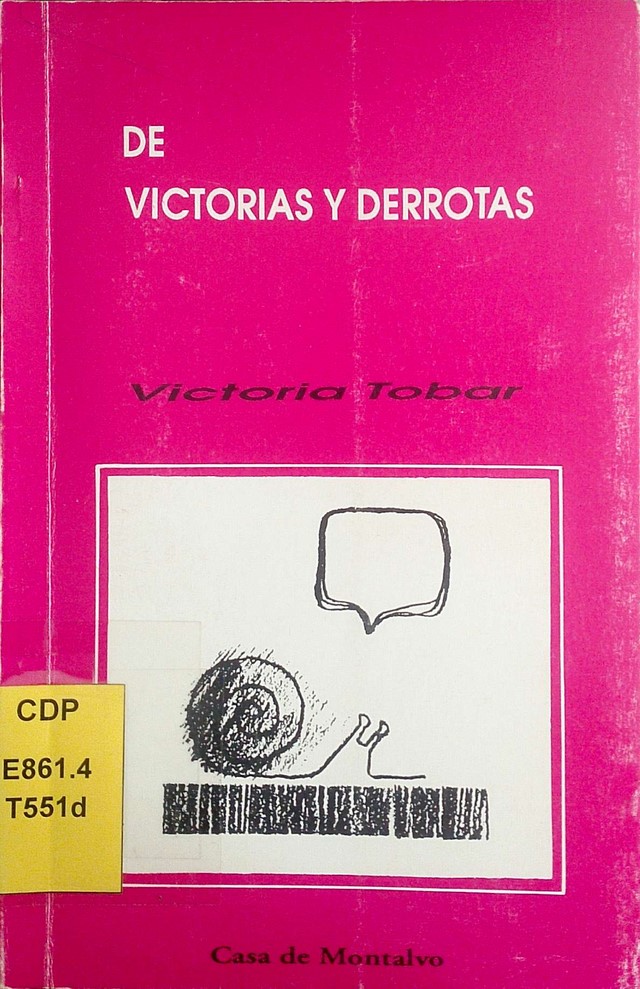 DE
VICTORIAS Y DERROTAS
Victoria Tobar
CDP
E861.4
T551d
Casa de Montalvo